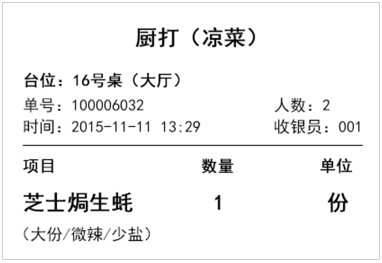 厨打（凉菜）
台位：16号桌（大厅）
单号：100006032 人数：2
时间：2015-11-11 13:29 收银员：001
项目 数量 单位
芝士焗生蚝 1 份
（大份/微辣/少盐）